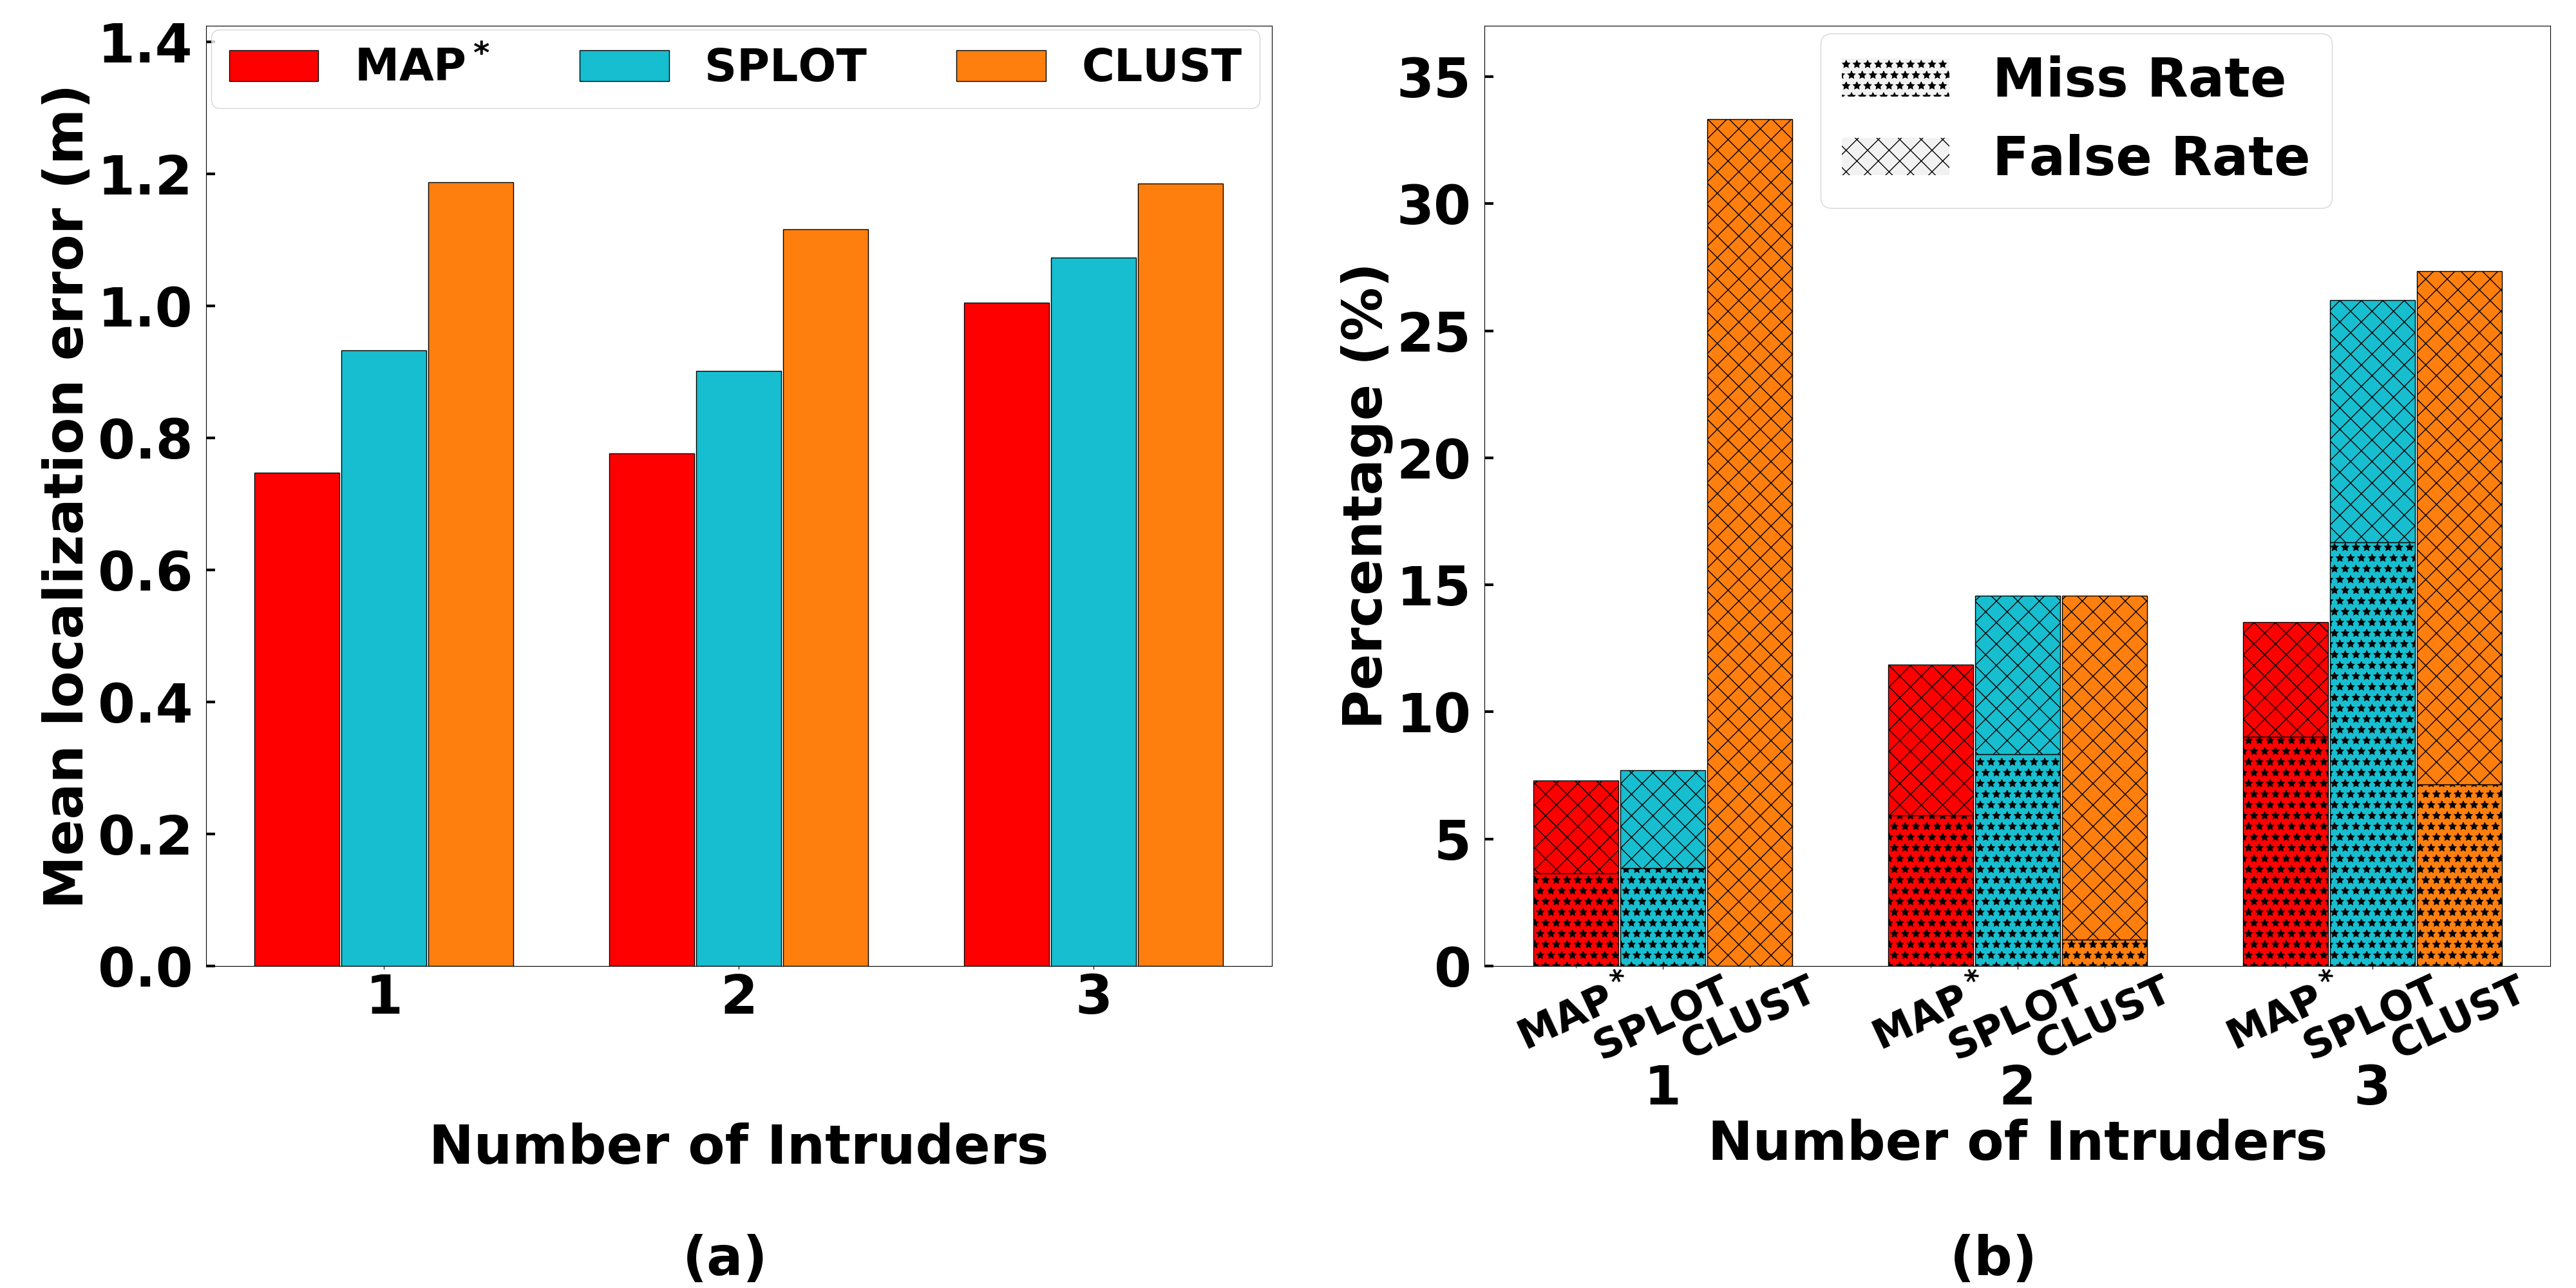 MAP* SPLOT CLUST
Mean localization error (m)
1.4
1.2
1.0
0.8
0.6
0.4
0.2
0.0
1 2 3
Number of Intruders
(a)
Miss Rate
False Rate
Percentage (%)
35
30
25
20
15
10
5
0
MAP* SPLOT CLUST MAP* SPLOT CLUST MAP* SPLOT CLUST
1 2 3
Number of Intruders
(b)